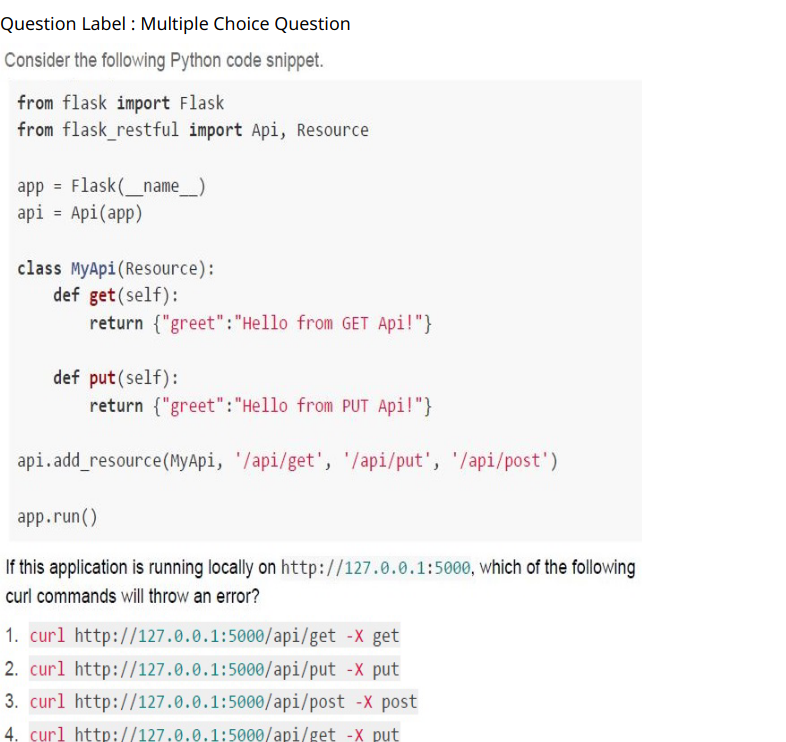 Question Label : Multiple Choice Question
Consider the following Python code snippet.
from flask import Flask
from flask_restful import Api, Resource
app = Flask(__name__)
api = Api(app)
class MyApi(Resource):
def get(self):
return {"greet":"Hello from GET Api!"}
def put(self):
return {"greet":"Hello from PUT Api!"}
api.add_resource(MyApi, '/api/get', '/api/put', '/api/post')
app.run()
If this application is running locally on http://127.0.0.1:5000, which of the following
curl commands will throw an error?
1. curl http://127.0.0.1:5000/api/get -X get
2. curl http://127.0.0.1:5000/api/put -X put
3. curl http://127.0.0.1:5000/api/post -X post
4. curl http://127.0.0.1:5000/api/get -X put